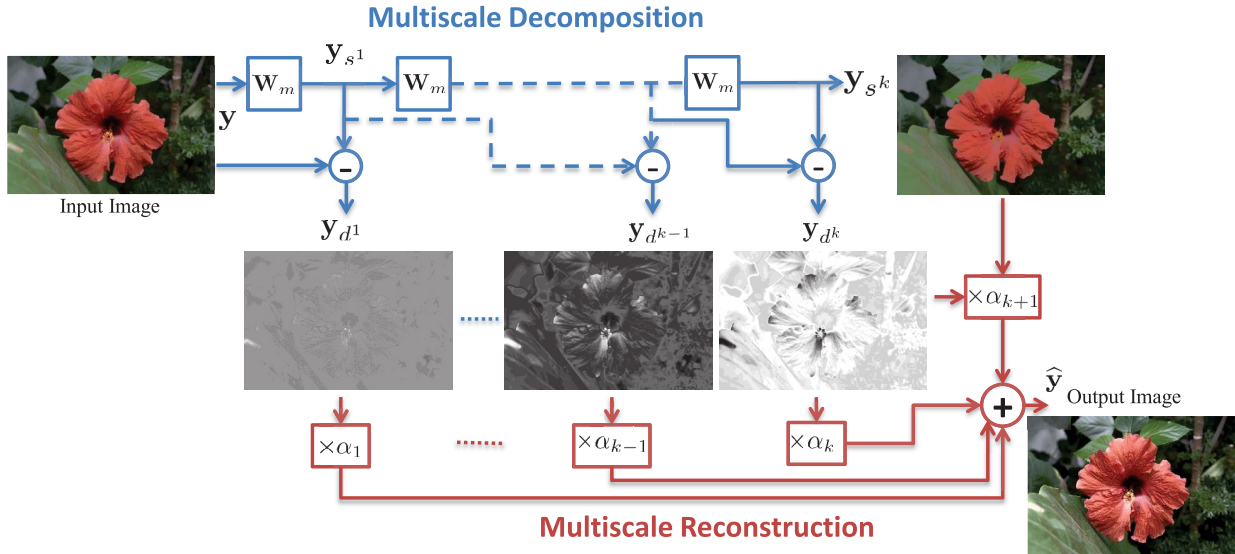 Multiscale Decomposition
y_{s^1}
W_m
W_m
W_m
y_{s^k}
y
-
-
-
Input Image
y_{d^1}
y_{d^{k-1}}
y_{d^k}
×α_{k+1}
ŷ
Output Image
+
×α_1
×α_{k-1}
×α_k
Multiscale Reconstruction